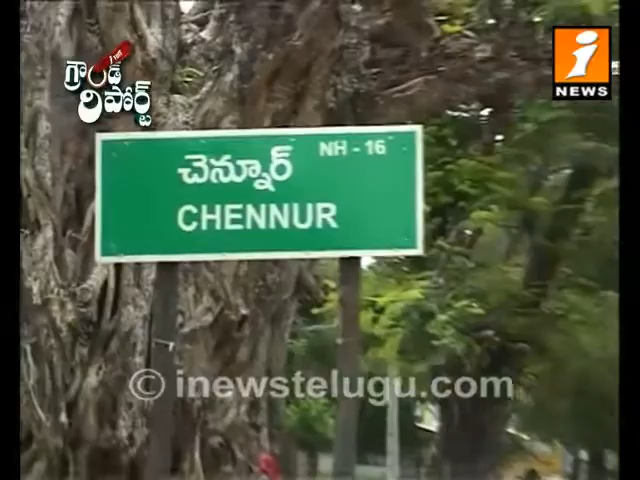 గ్రౌండ్
రిపోర్ట్
i
NEWS
NH - 16
చెన్నూర్
CHENNUR
© inewstelugu.com